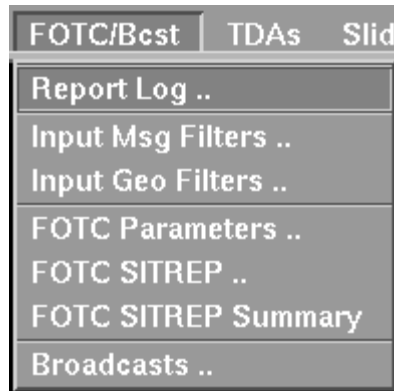 FOTC/Bcst TDAs Slid
Report Log ..
Input Msg Filters ..
Input Geo Filters ..
FOTC Parameters ..
FOTC SITREP ..
FOTC SITREP Summary
Broadcasts ..